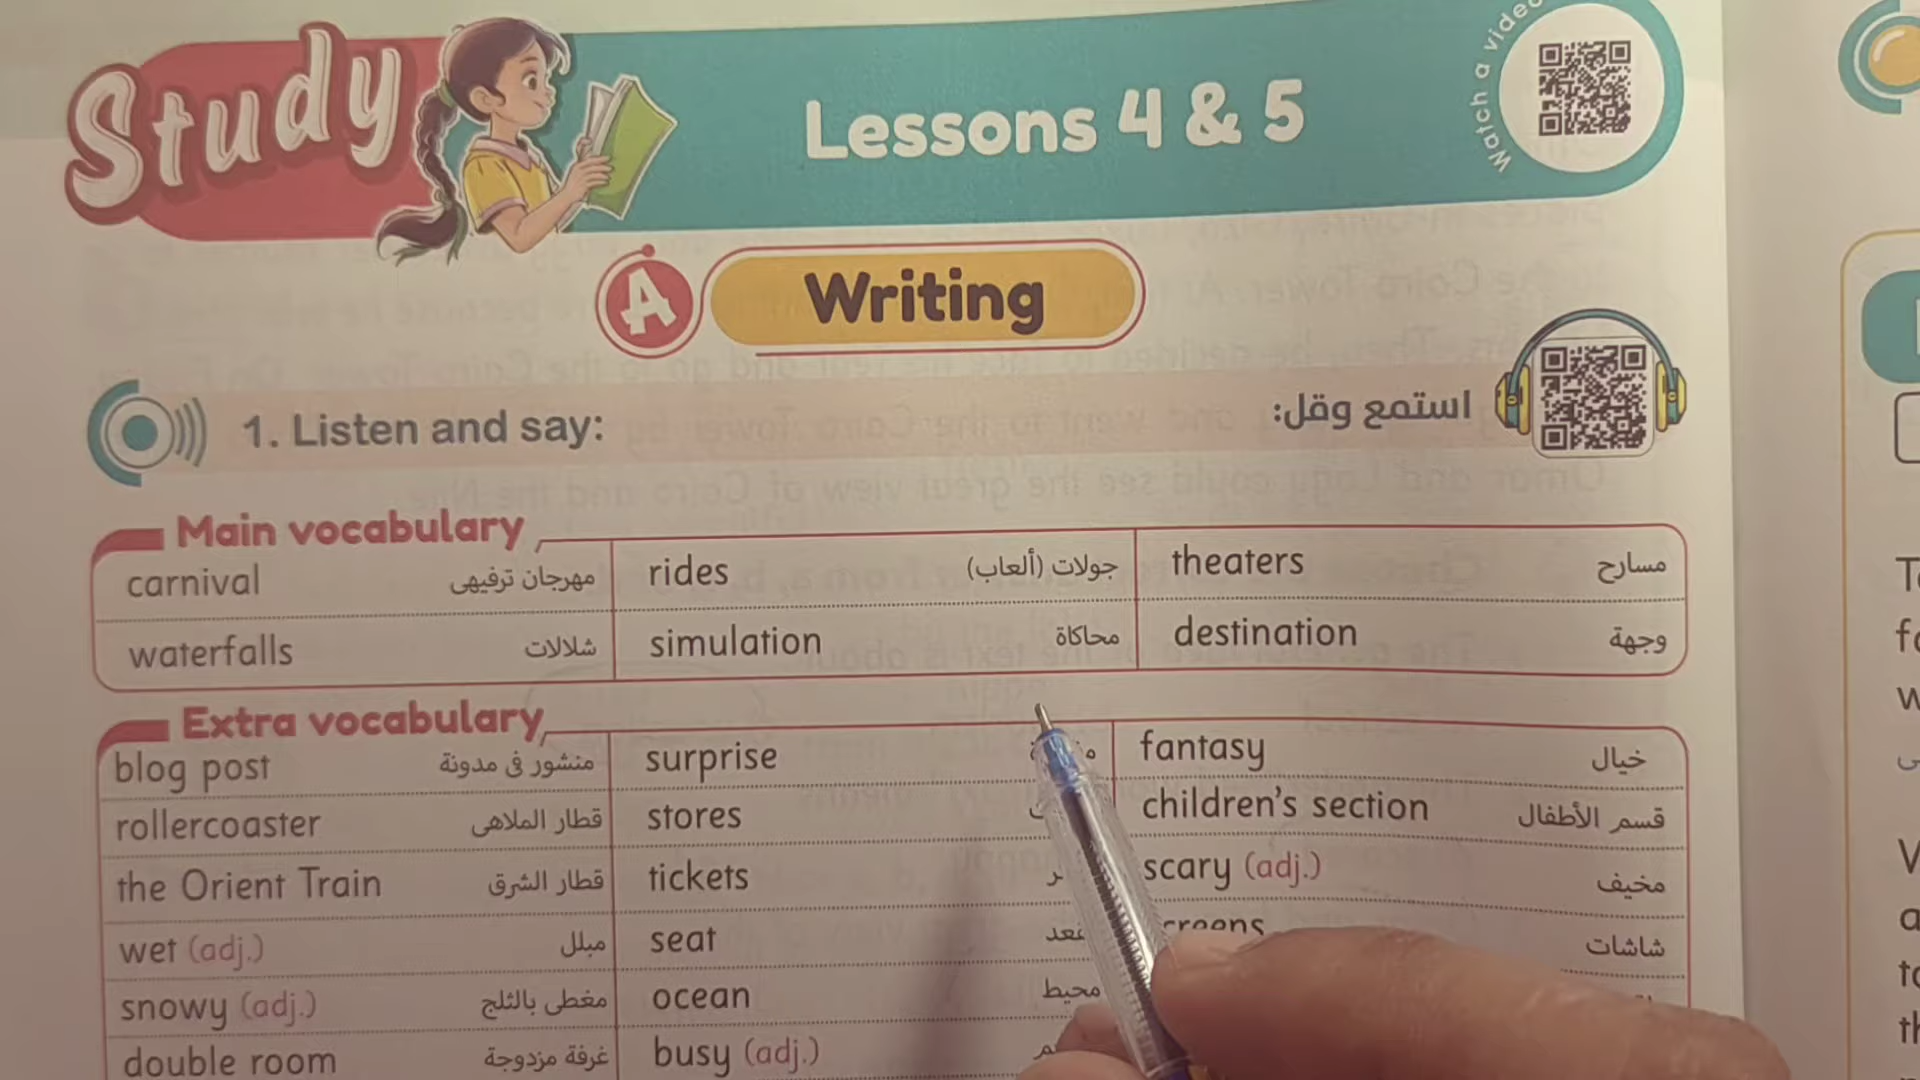 Study
Lessons 4 & 5
Watch a video
A Writing
1. Listen and say: استمع وقل:
Main vocabulary
carnival مهرجان ترفيهى rides جولات (ألعاب) theaters مسارح
waterfalls شلالات simulation محاكاة destination وجهة
Extra vocabulary
blog post منشور فى مدونة surprise fantasy خيال
rollercoaster قطار الملاهى stores children's section قسم الأطفال
the Orient Train قطار الشرق tickets scary (adj.) مخيف
wet (adj.) مبلل seat شاشات
snowy (adj.) مغطى بالثلج ocean محيط
double room غرفة مزدوجة busy (adj.)